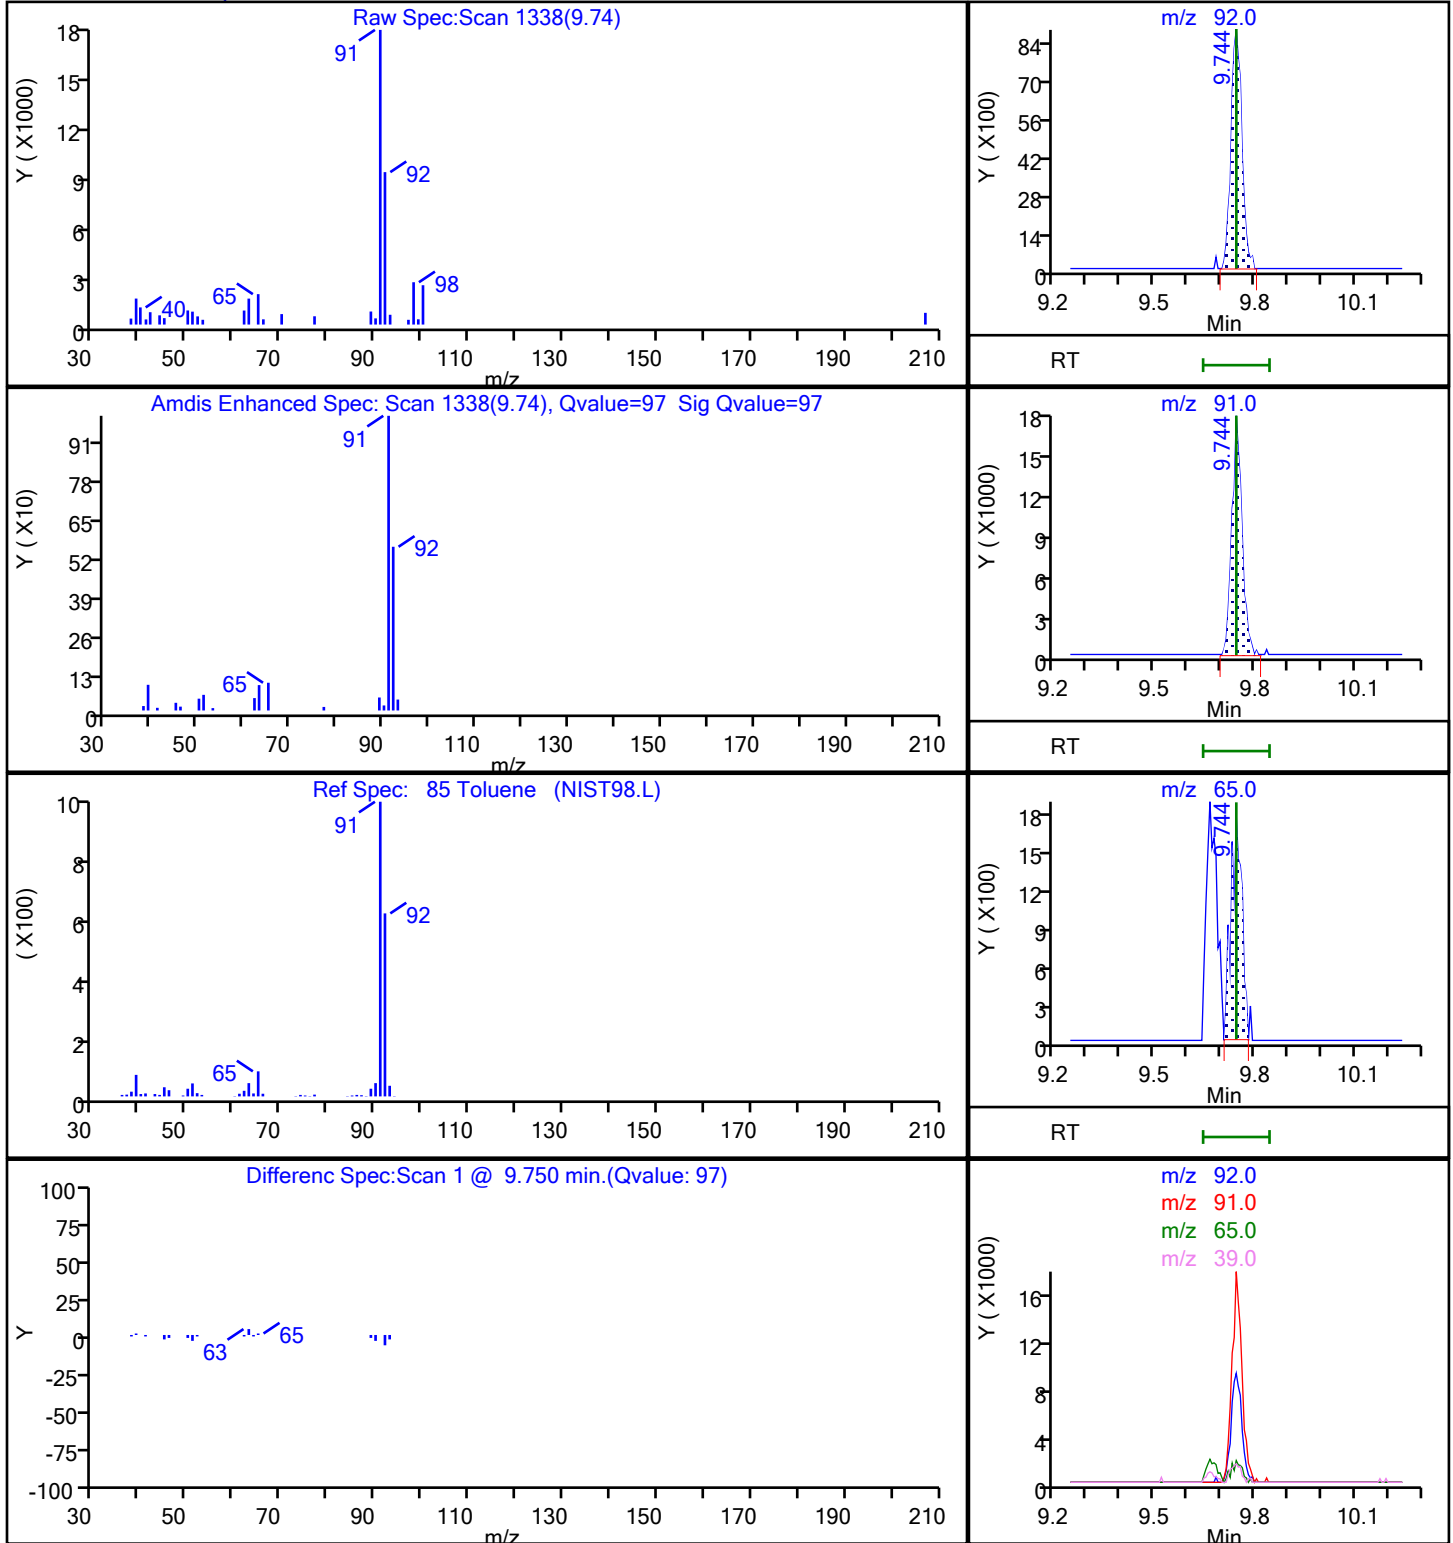 Raw Spec:Scan 1338(9.74)
Y ( X1000)
18
15
12
9
6
3
0
91
92
98
65
40
30 50 70 90 110 130 150 170 190 210
m/z
m/z 92.0
Y ( X100)
84
70
56
42
28
14
0
9.744
9.2 9.5 9.8 10.1
Min
RT
Amdis Enhanced Spec: Scan 1338(9.74), Qvalue=97 Sig Qvalue=97
Y ( X10)
91
78
65
52
39
26
13
0
91
92
65
30 50 70 90 110 130 150 170 190 210
m/z
m/z 91.0
Y ( X1000)
18
15
12
9
6
3
0
9.744
9.2 9.5 9.8 10.1
Min
RT
Ref Spec: 85 Toluene (NIST98.L)
( X100)
10
8
6
4
2
0
91
92
65
30 50 70 90 110 130 150 170 190 210
m/z 65.0
Y ( X100)
18
15
12
9
6
3
0
9.744
9.2 9.5 9.8 10.1
Min
RT
Differenc Spec:Scan 1 @ 9.750 min.(Qvalue: 97)
Y
100
75
50
25
0
-25
-50
-75
-100
63
65
30 50 70 90 110 130 150 170 190 210
m/z
m/z 92.0
m/z 91.0
m/z 65.0
m/z 39.0
Y ( X1000)
16
12
8
4
0
9.2 9.5 9.8 10.1
Min